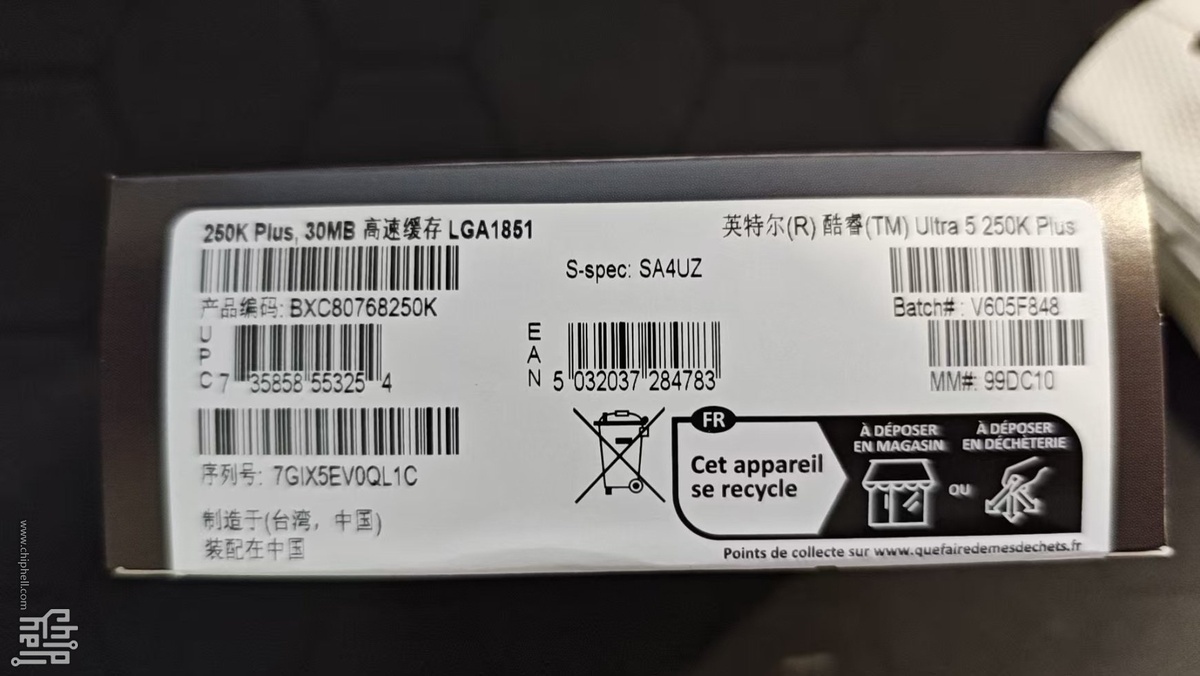 250K Plus, 30MB 高速缓存 LGA1851
英特尔(R) 酷睿(TM) Ultra 5 250K Plus
S-spec: SA4UZ
产品编码: BXC80768250K
Batch# : V605F848
UPC 7 35858 55325 4
EAN 5 032037 284783
MM#: 99DC10
序列号: 7GIX5EV0QL1C
制造于(台湾，中国)
装配在中国
FR
Cet appareil
se recycle
À DÉPOSER
EN MAGASIN
OU
À DÉPOSER
EN DÉCHÈTERIE
Points de collecte sur www.quefairedemesdechets.fr
www.chiphell.com